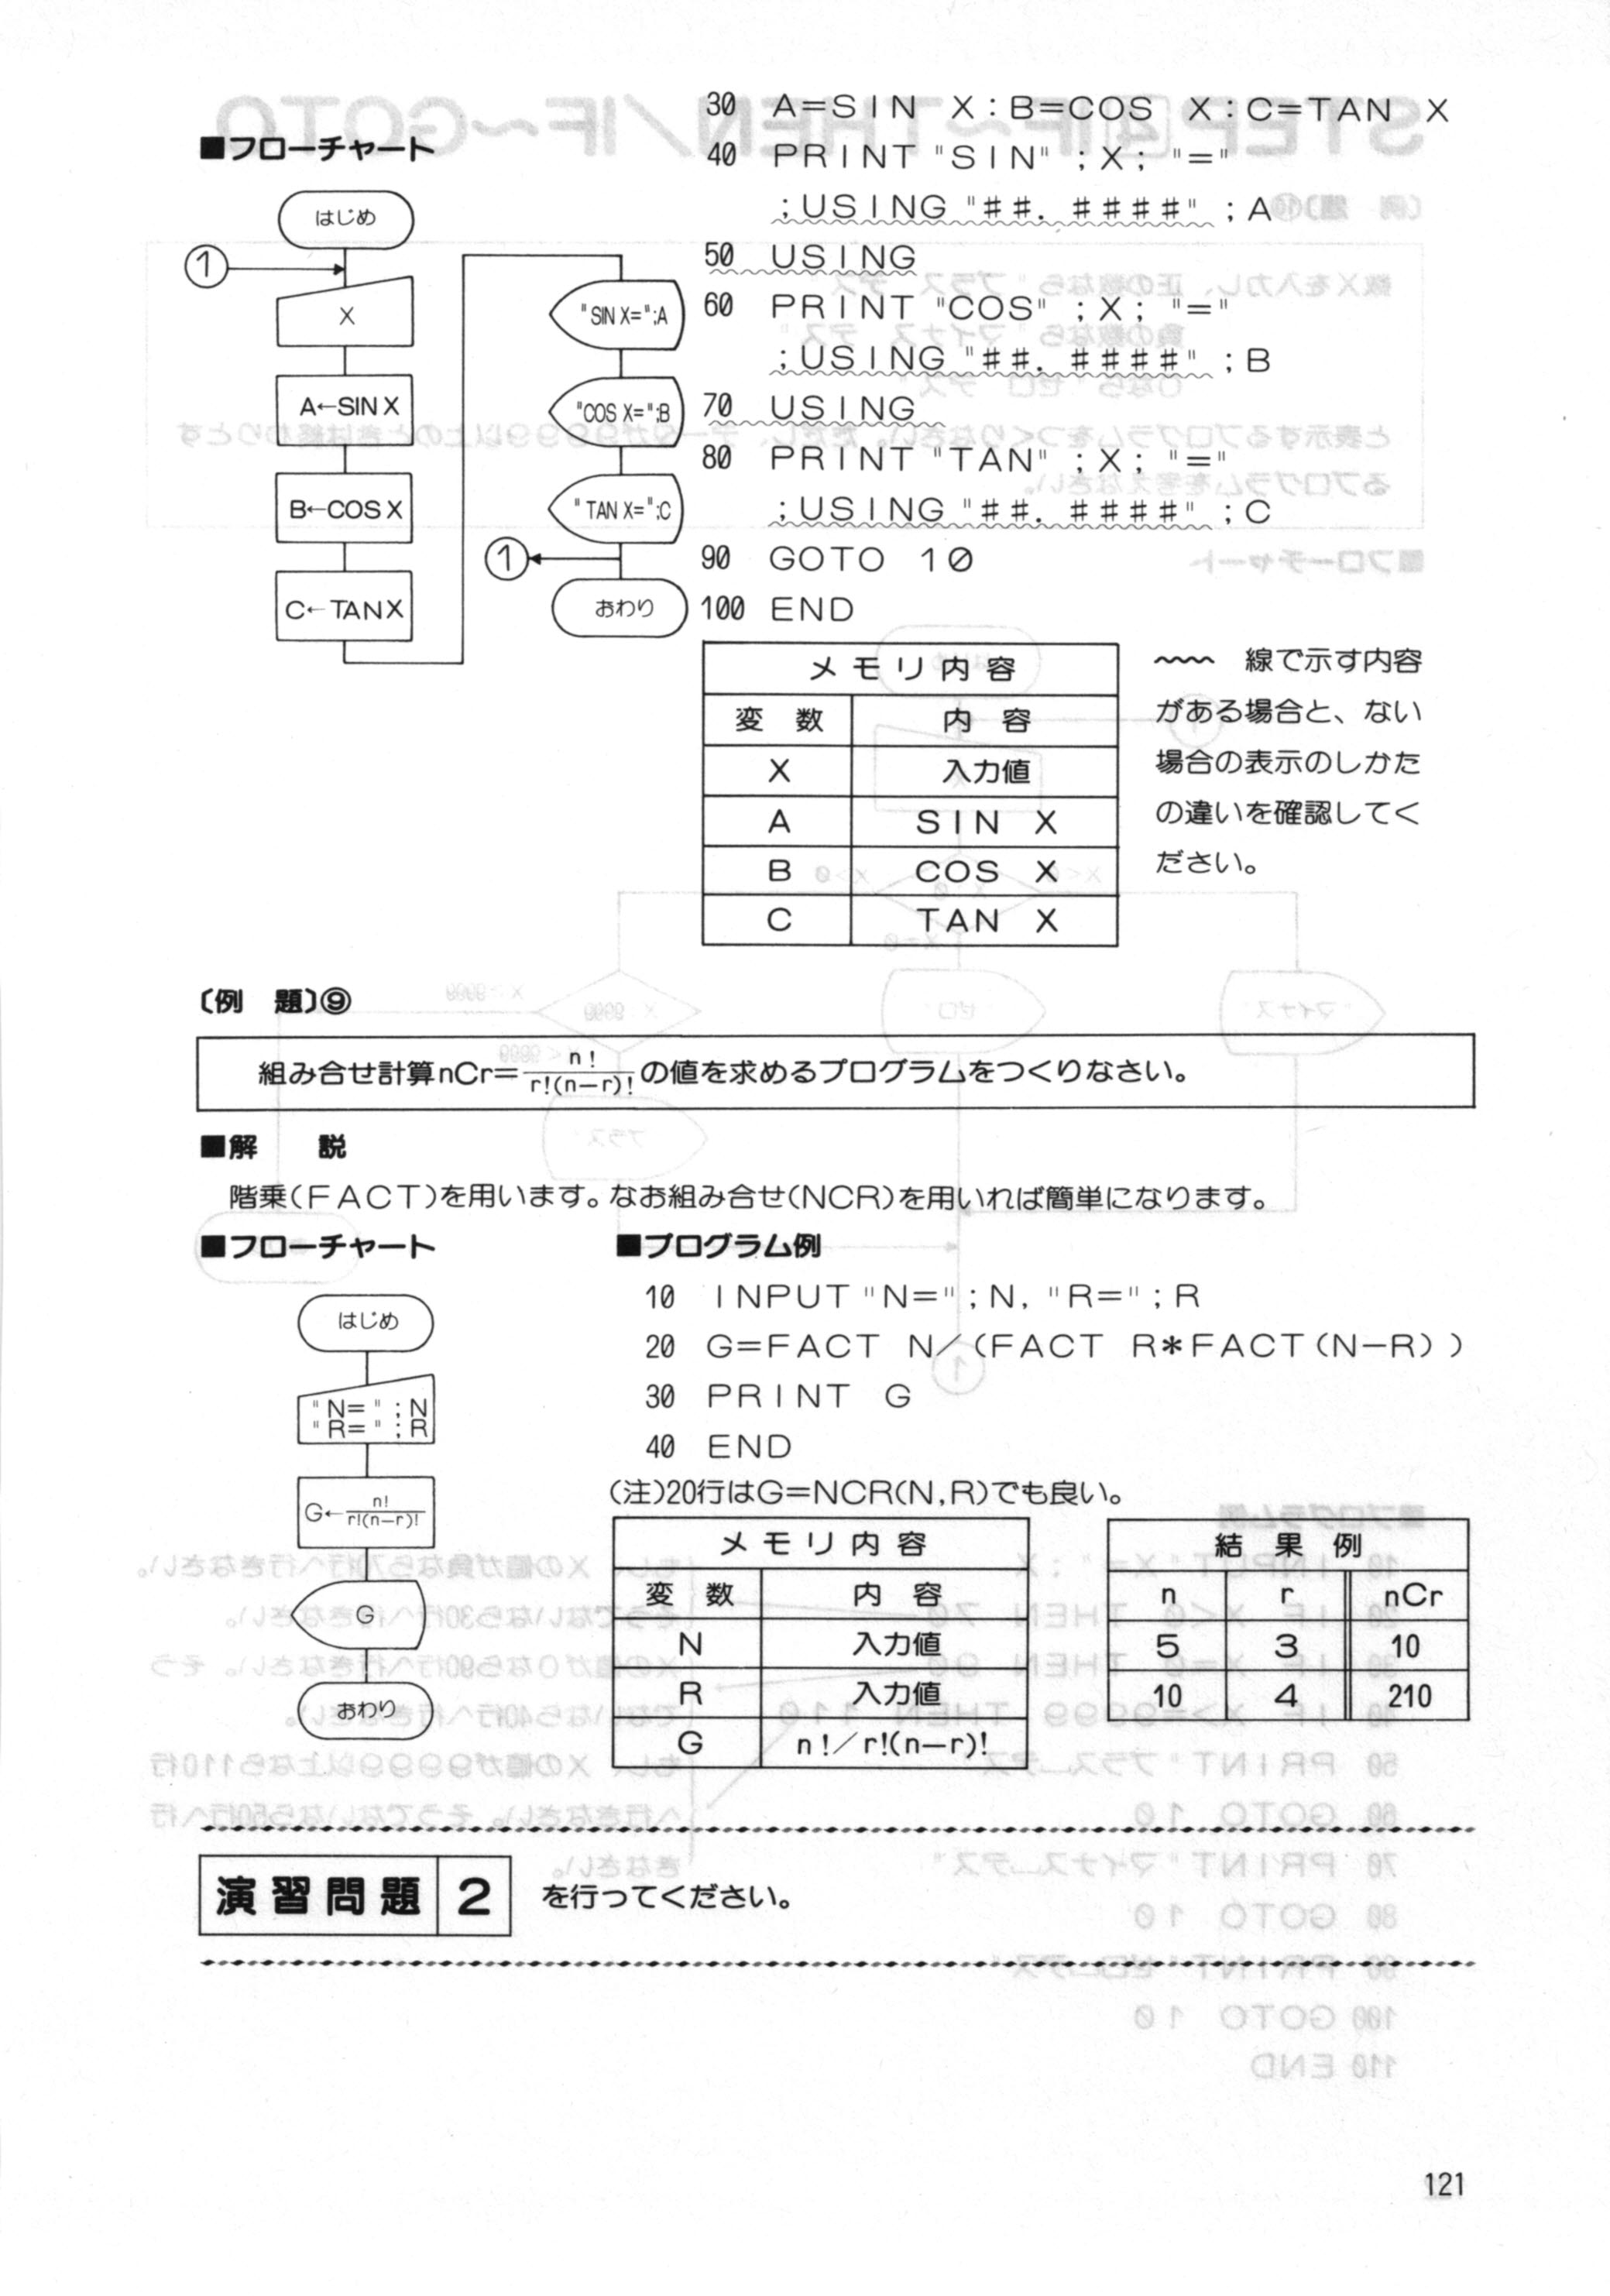 ■フローチャート
はじめ
①
X
A←SIN X
B←COS X
C←TAN X
"SIN X=";A
"COS X=";B
"TAN X=";C
①
おわり
30 A=SIN X:B=COS X:C=TAN X
40 PRINT "SIN";X;"="
;USING "##.####";A
50 USING
60 PRINT "COS";X;"="
;USING "##.####";B
70 USING
80 PRINT "TAN";X;"="
;USING "##.####";C
90 GOTO 10
100 END
メモリ内容
変数 内容
X 入力値
A SIN X
B COS X
C TAN X
〜〜 線で示す内容
がある場合と、ない
場合の表示のしかた
の違いを確認してく
ださい。
〔例 題〕⑨
組み合せ計算nCr=n!/r!(n−r)!の値を求めるプログラムをつくりなさい。
■解 説
階乗(FACT)を用います。なお組み合せ(NCR)を用いれば簡単になります。
■フローチャート
はじめ
"N=";N
"R=";R
G←n!/r!(n−r)!
G
おわり
■プログラム例
10 INPUT "N=";N,"R=";R
20 G=FACT N/(FACT R*FACT(N−R))
30 PRINT G
40 END
(注)20行はG=NCR(N,R)でも良い。
メモリ内容
変数 内容
N 入力値
R 入力値
G n!/r!(n−r)!
結果例
n r nCr
5 3 10
10 4 210
演習問題 2 を行ってください。
121